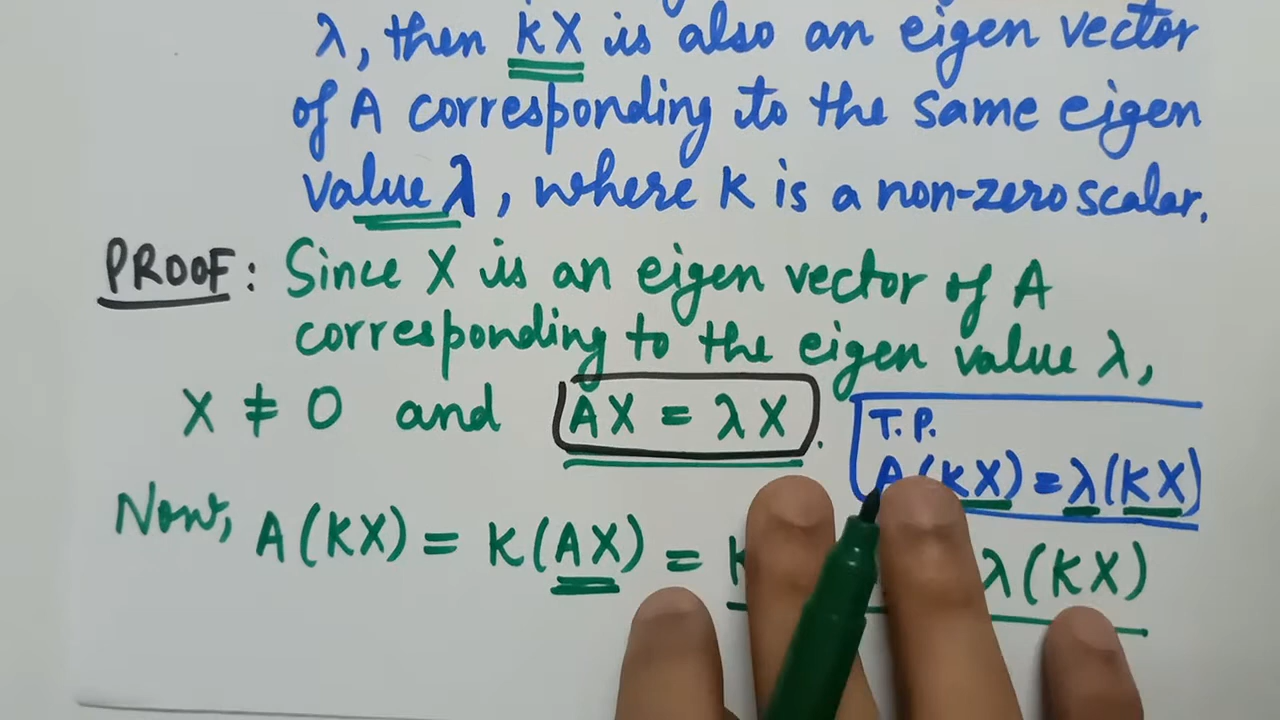 λ, then kX is also an eigen vector
of A corresponding to the same eigen
value λ, where K is a non-zero scalar.
PROOF: Since X is an eigen vector of A
corresponding to the eigen value λ,
X ≠ 0 and AX = λX.
T.P.
A(KX) = λ(KX)
Now, A(KX) = K(AX) = λ(KX)